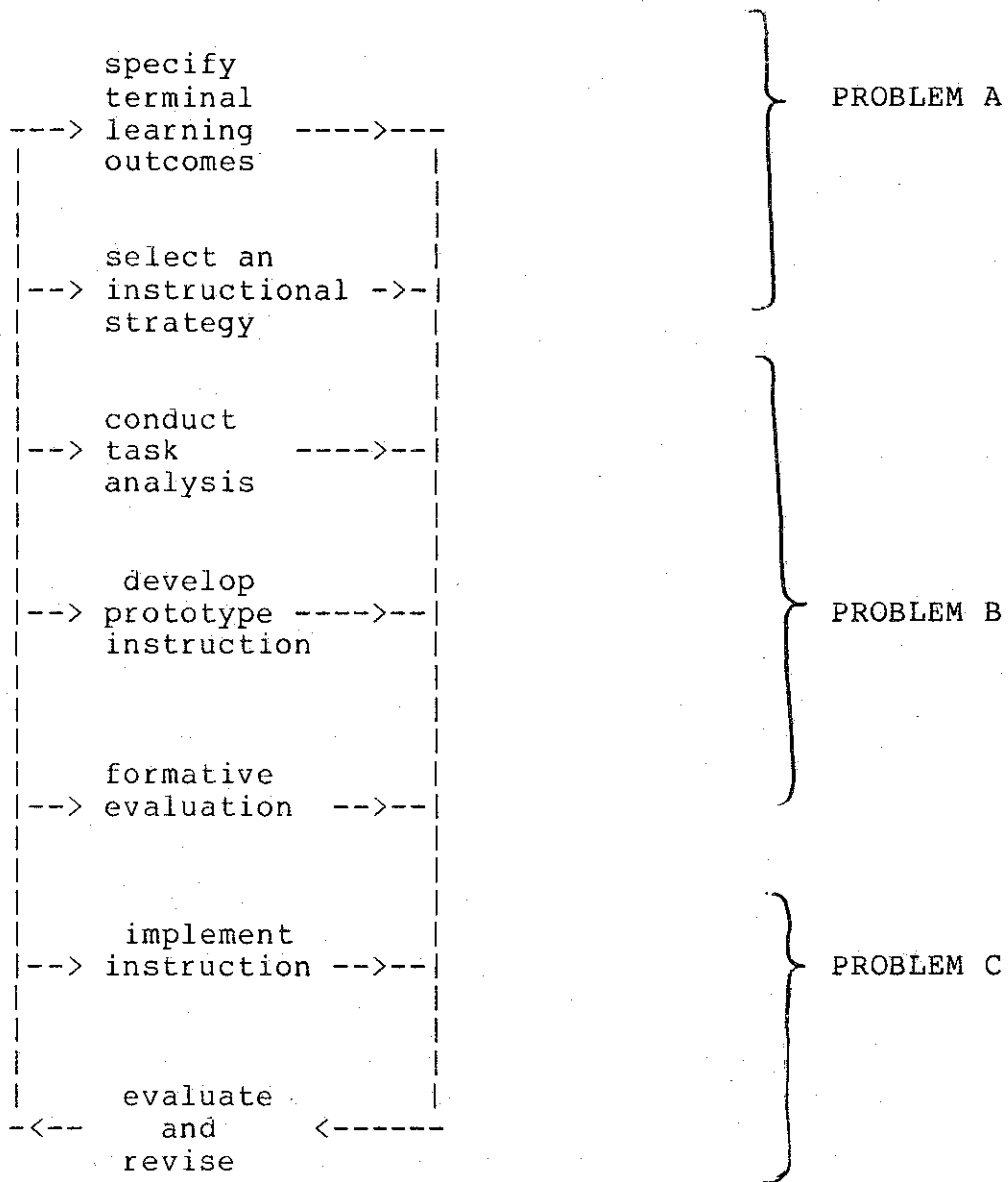 specify
terminal
---> learning ---->---
outcomes
PROBLEM A
select an
|--> instructional ->-|
strategy
conduct
|--> task ---->--|
analysis
develop
|--> prototype ---->--|
instruction
PROBLEM B
formative
|--> evaluation -->--|
implement
|--> instruction -->--|
PROBLEM C
evaluate
-<-- and <------
revise